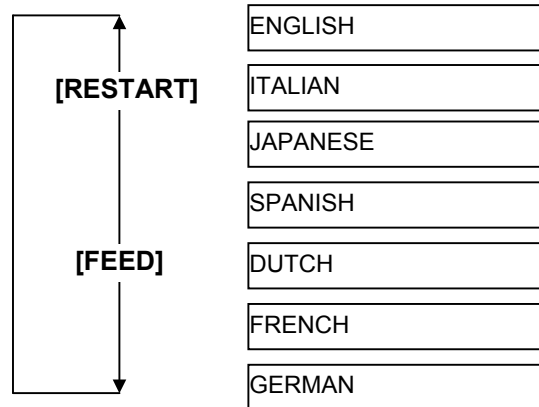 ENGLISH
[RESTART]
ITALIAN
JAPANESE
SPANISH
[FEED]
DUTCH
FRENCH
GERMAN